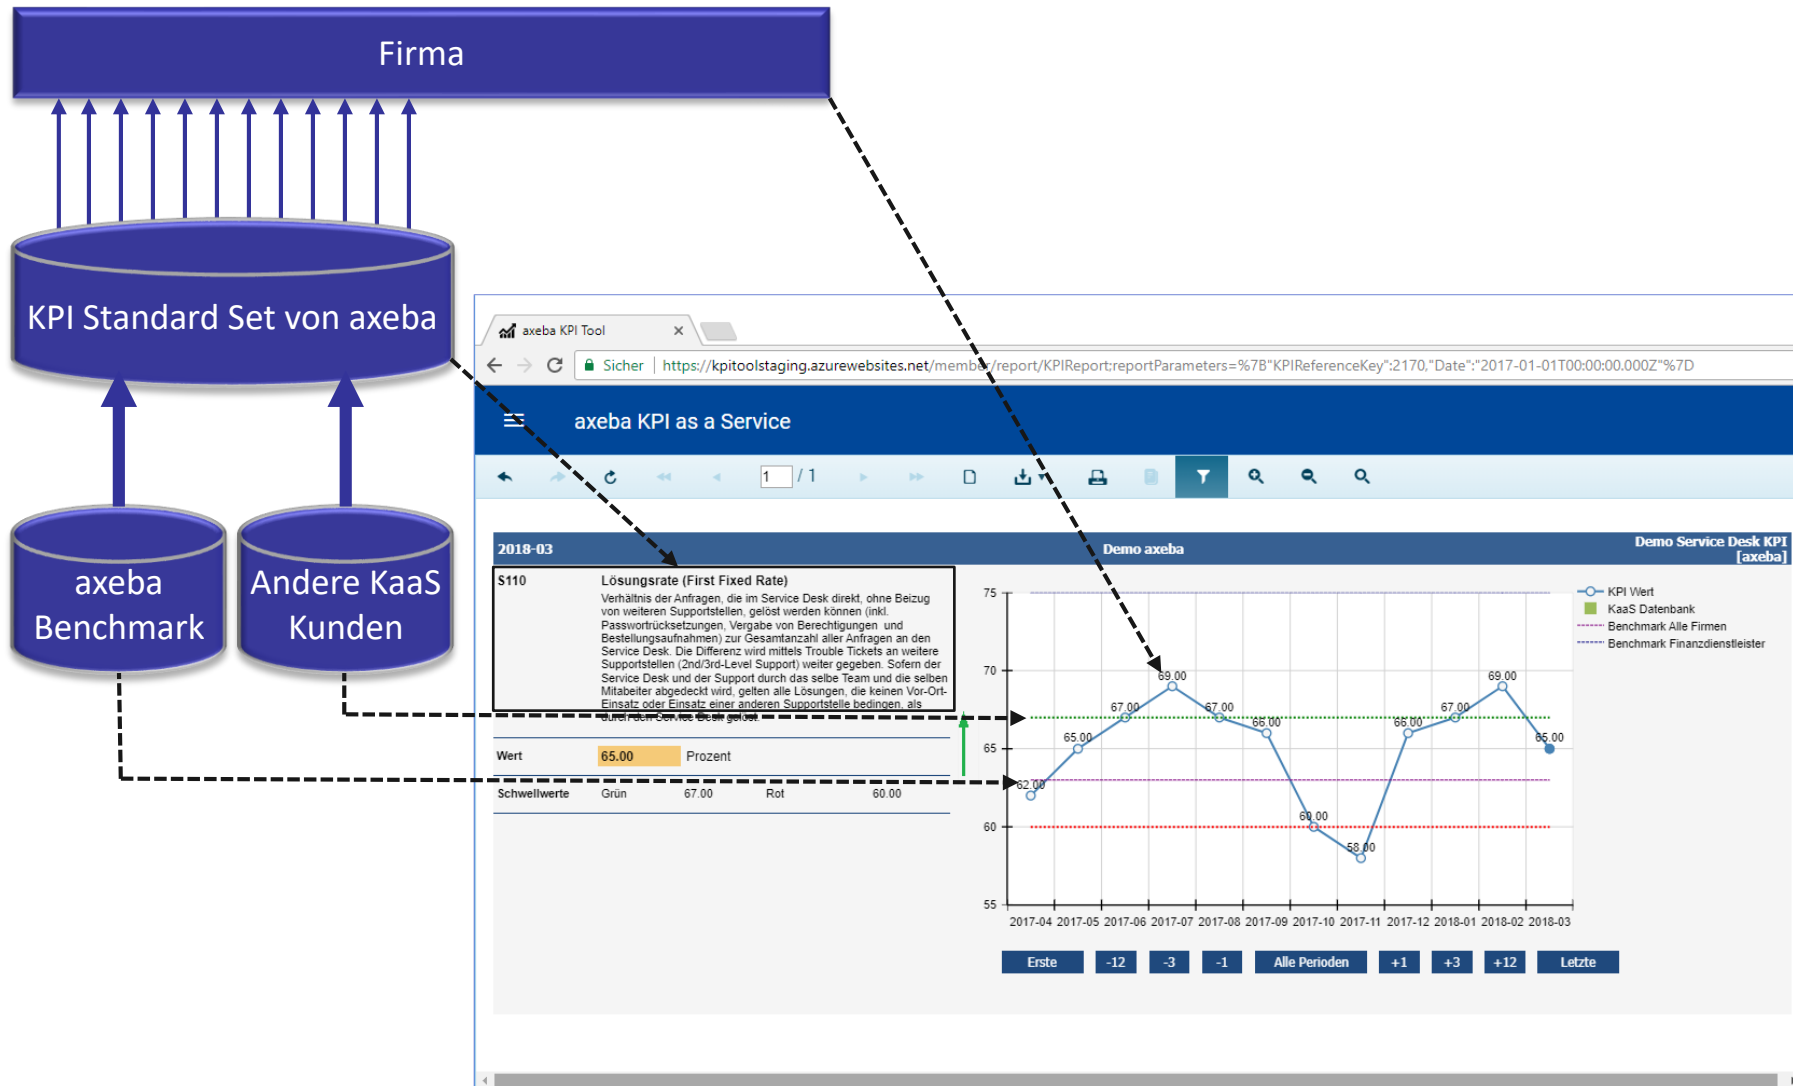 Firma
KPI Standard Set von axeba
axeba
Benchmark
Andere KaaS
Kunden
axeba KPI Tool
Sicher | https://kpitoolstaging.azurewebsites.net/member/report/KPIReport;reportParameters=%7B"KPIReferenceKey":2170,"Date":"2017-01-01T00:00:00.000Z"%7D
axeba KPI as a Service
1 / 1
2018-03
Demo axeba
Demo Service Desk KPI
[axeba]
S110
Lösungsrate (First Fixed Rate)
Verhältnis der Anfragen, die im Service Desk direkt, ohne Beizug
von weiteren Supportstellen, gelöst werden können (inkl.
Passwortrücksetzungen, Vergabe von Berechtigungen und
Bestellungsaufnahmen) zur Gesamtanzahl aller Anfragen an den
Service Desk. Die Differenz wird mittels Trouble Tickets an weitere
Supportstellen (2nd/3rd-Level Support) weiter gegeben. Sofern der
Service Desk und der Support durch das selbe Team und die selben
Mitabeiter abgedeckt wird, gelten alle Lösungen, die keinen Vor-Ort-
Einsatz oder Einsatz einer anderen Supportstelle bedingen, als
durch den Service Desk gelöst.
Wert 65.00 Prozent
Schwellwerte Grün 67.00 Rot 60.00
75
70
65
60
55
62.00
65.00
67.00
69.00
67.00
66.00
60.00
58.00
66.00
67.00
69.00
65.00
2017-04 2017-05 2017-06 2017-07 2017-08 2017-09 2017-10 2017-11 2017-12 2018-01 2018-02 2018-03
KPI Wert
KaaS Datenbank
Benchmark Alle Firmen
Benchmark Finanzdienstleister
Erste -12 -3 -1 Alle Perioden +1 +3 +12 Letzte